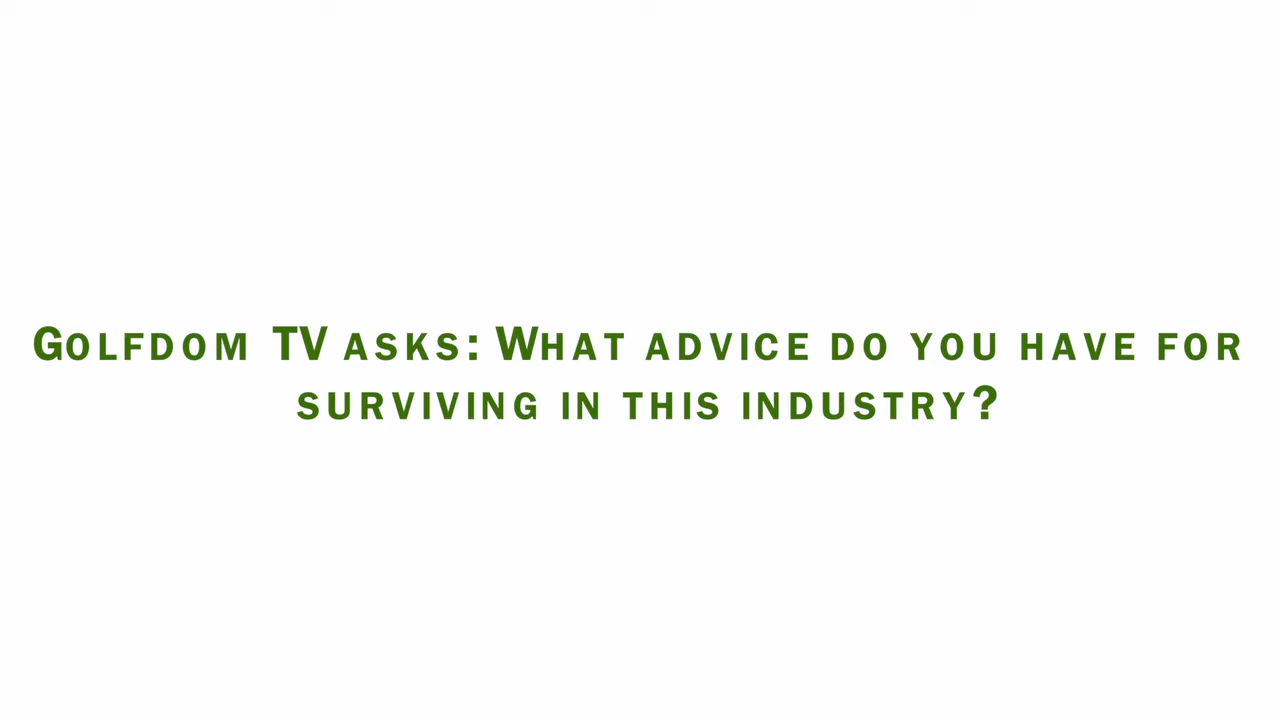 Golfdom TV asks: What advice do you have for
surviving in this industry?